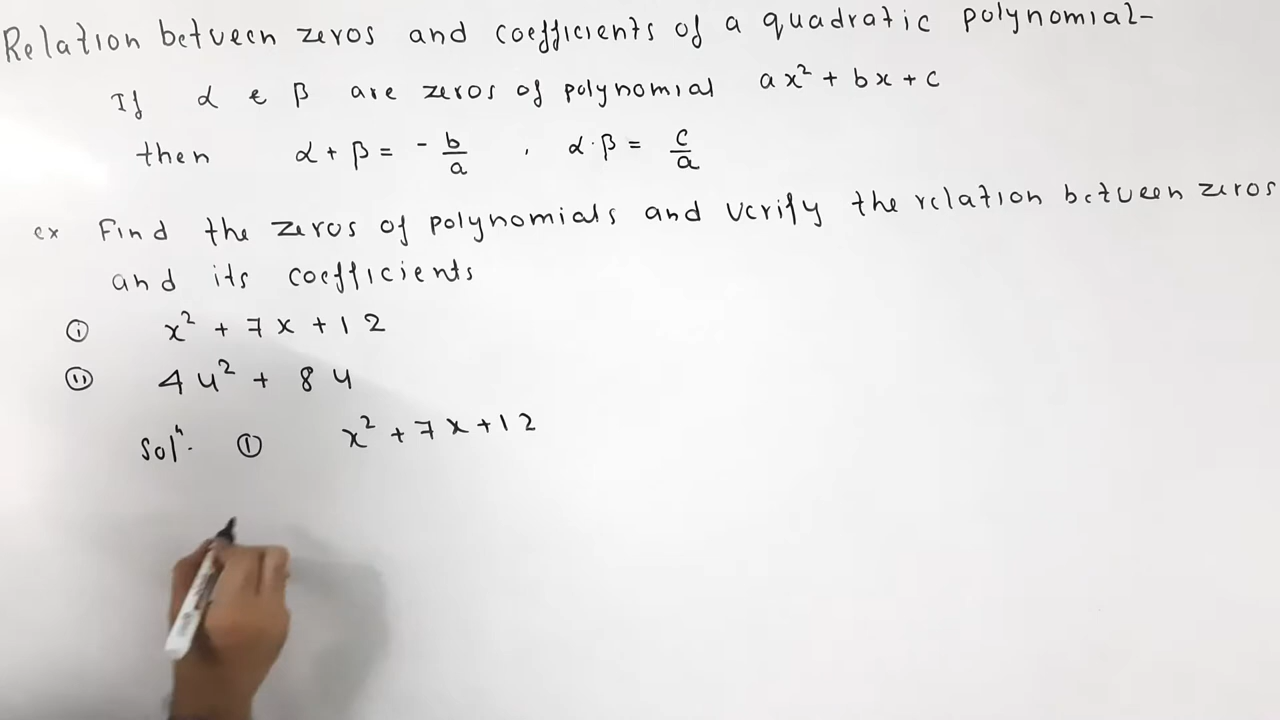 Relation between zeros and coefficients of a quadratic polynomial-
If α & β are zeros of polynomial ax² + bx + c
then α + β = - b/a , α·β = c/a
ex Find the zeros of polynomials and verify the relation between zeros
and its coefficients
(i) x² + 7x + 12
(ii) 4u² + 8u
Solⁿ. (1) x² + 7x + 12